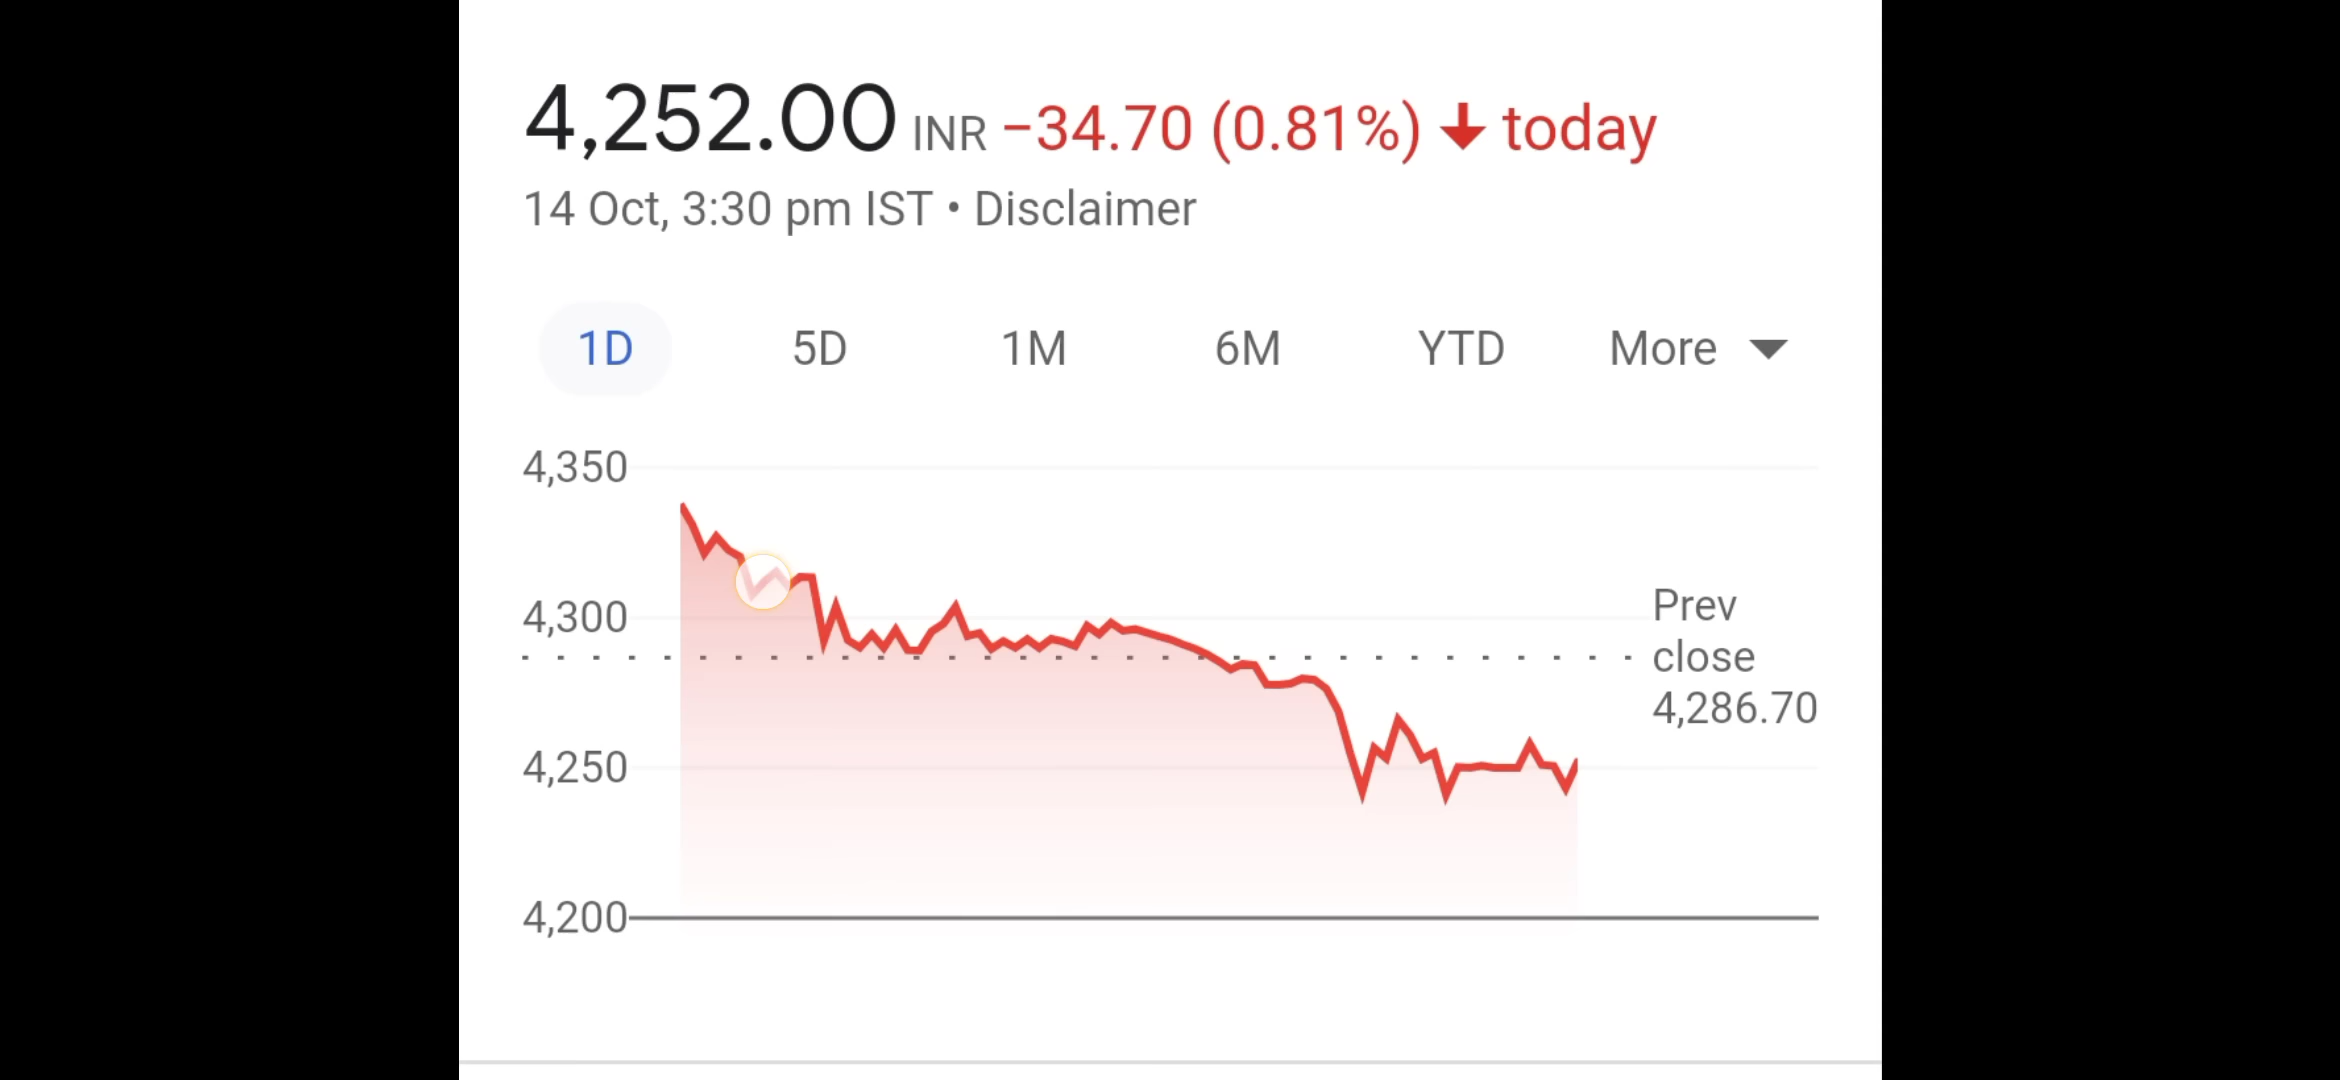 4,252.00 INR −34.70 (0.81%) ↓ today
14 Oct, 3:30 pm IST • Disclaimer
1D 5D 1M 6M YTD More
4,350
4,300
4,250
4,200
Prev
close
4,286.70